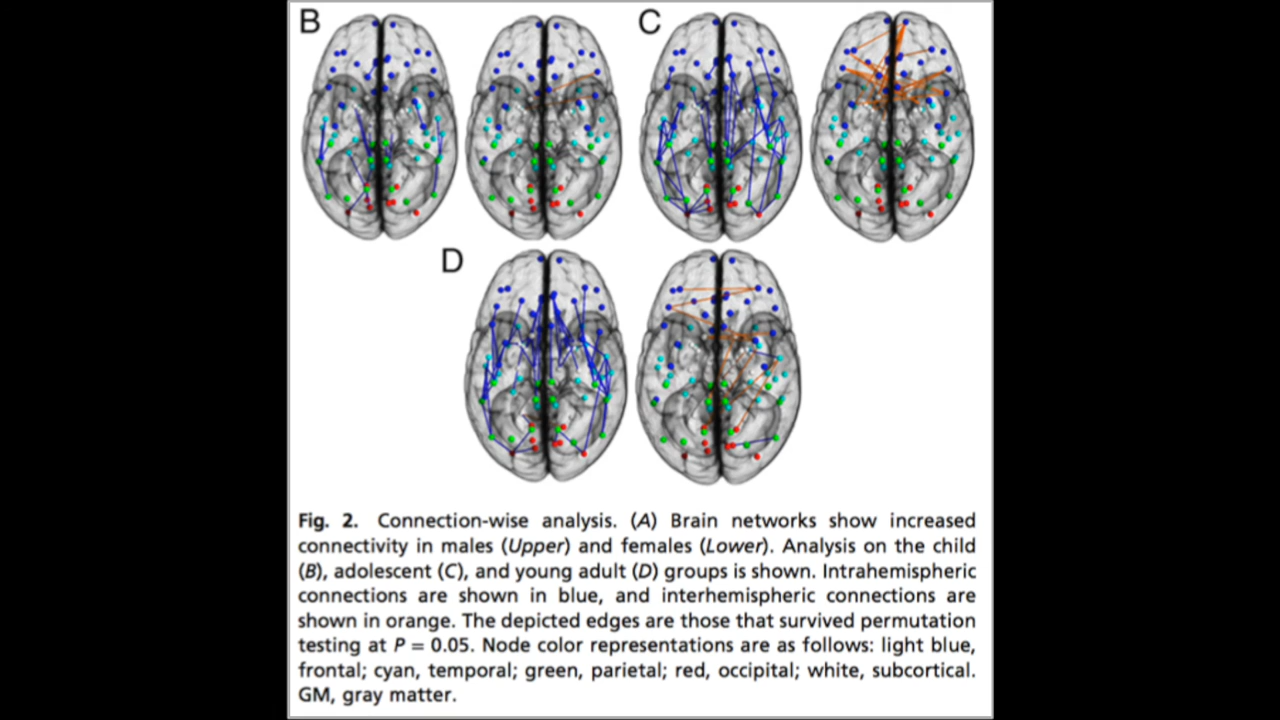 B
C
D
Fig. 2. Connection-wise analysis. (A) Brain networks show increased
connectivity in males (Upper) and females (Lower). Analysis on the child
(B), adolescent (C), and young adult (D) groups is shown. Intrahemispheric
connections are shown in blue, and interhemispheric connections are
shown in orange. The depicted edges are those that survived permutation
testing at P = 0.05. Node color representations are as follows: light blue,
frontal; cyan, temporal; green, parietal; red, occipital; white, subcortical.
GM, gray matter.